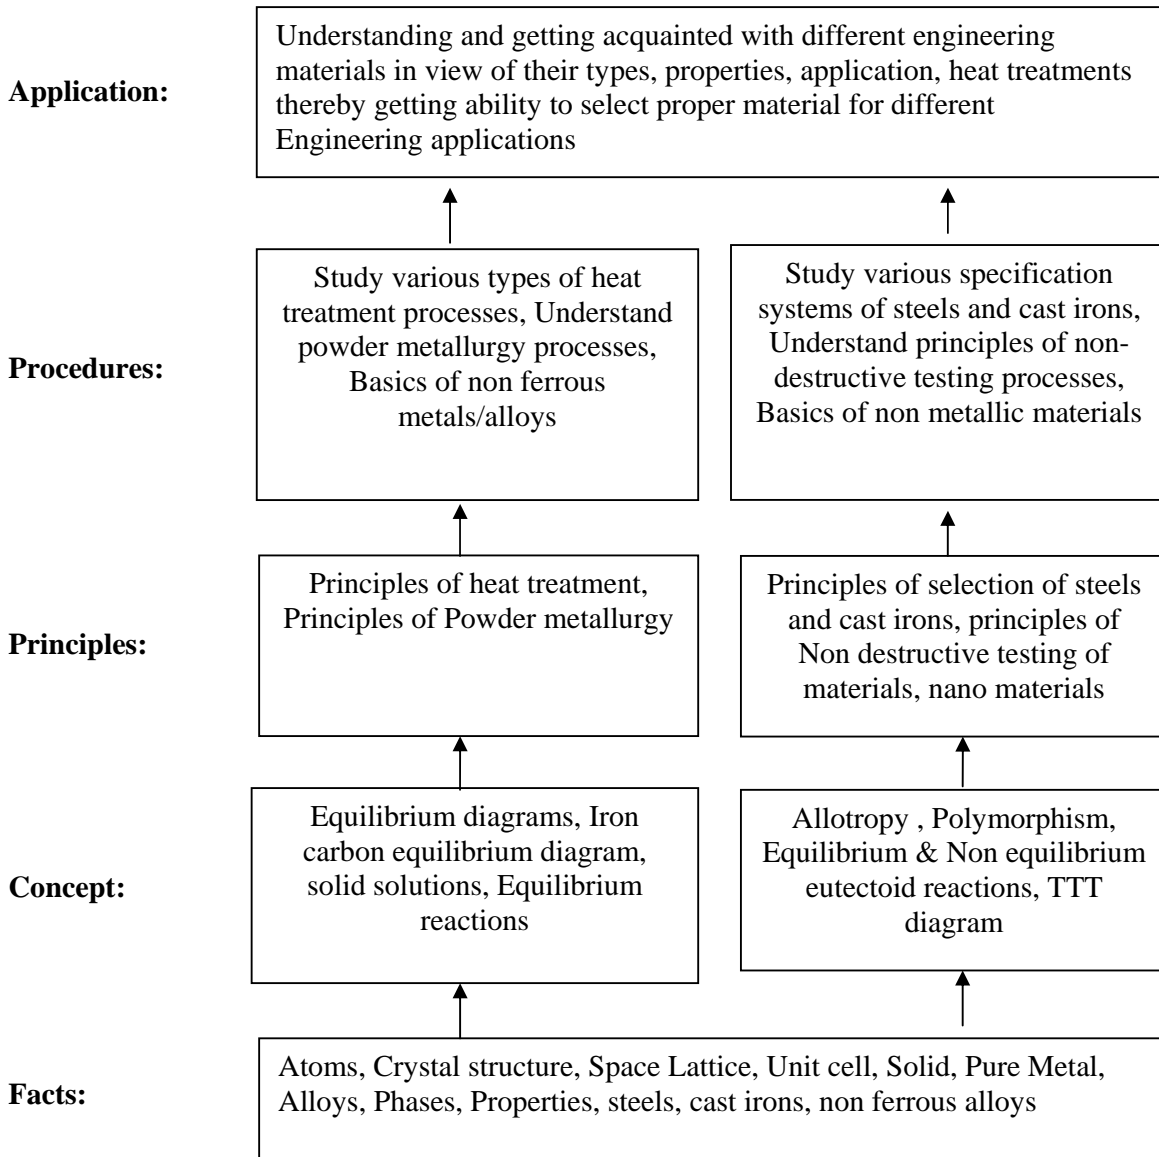 Application:
Understanding and getting acquainted with different engineering
materials in view of their types, properties, application, heat treatments
thereby getting ability to select proper material for different
Engineering applications
Procedures:
Study various types of heat
treatment processes, Understand
powder metallurgy processes,
Basics of non ferrous
metals/alloys
Study various specification
systems of steels and cast irons,
Understand principles of non-
destructive testing processes,
Basics of non metallic materials
Principles:
Principles of heat treatment,
Principles of Powder metallurgy
Principles of selection of steels
and cast irons, principles of
Non destructive testing of
materials, nano materials
Concept:
Equilibrium diagrams, Iron
carbon equilibrium diagram,
solid solutions, Equilibrium
reactions
Allotropy , Polymorphism,
Equilibrium & Non equilibrium
eutectoid reactions, TTT
diagram
Facts:
Atoms, Crystal structure, Space Lattice, Unit cell, Solid, Pure Metal,
Alloys, Phases, Properties, steels, cast irons, non ferrous alloys